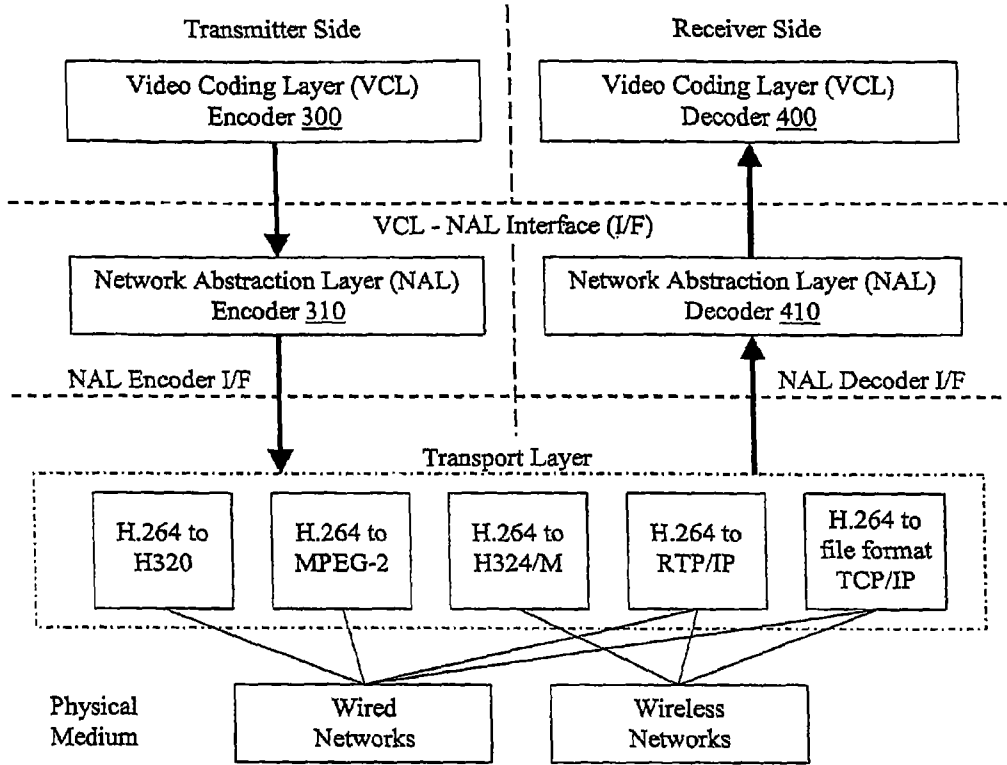 Transmitter Side
Receiver Side
Video Coding Layer (VCL)
Encoder 300
Video Coding Layer (VCL)
Decoder 400
VCL - NAL Interface (I/F)
Network Abstraction Layer (NAL)
Encoder 310
Network Abstraction Layer (NAL)
Decoder 410
NAL Encoder I/F
NAL Decoder I/F
Transport Layer
H.264 to
H320
H.264 to
MPEG-2
H.264 to
H324/M
H.264 to
RTP/IP
H.264 to
file format
TCP/IP
Physical
Medium
Wired
Networks
Wireless
Networks